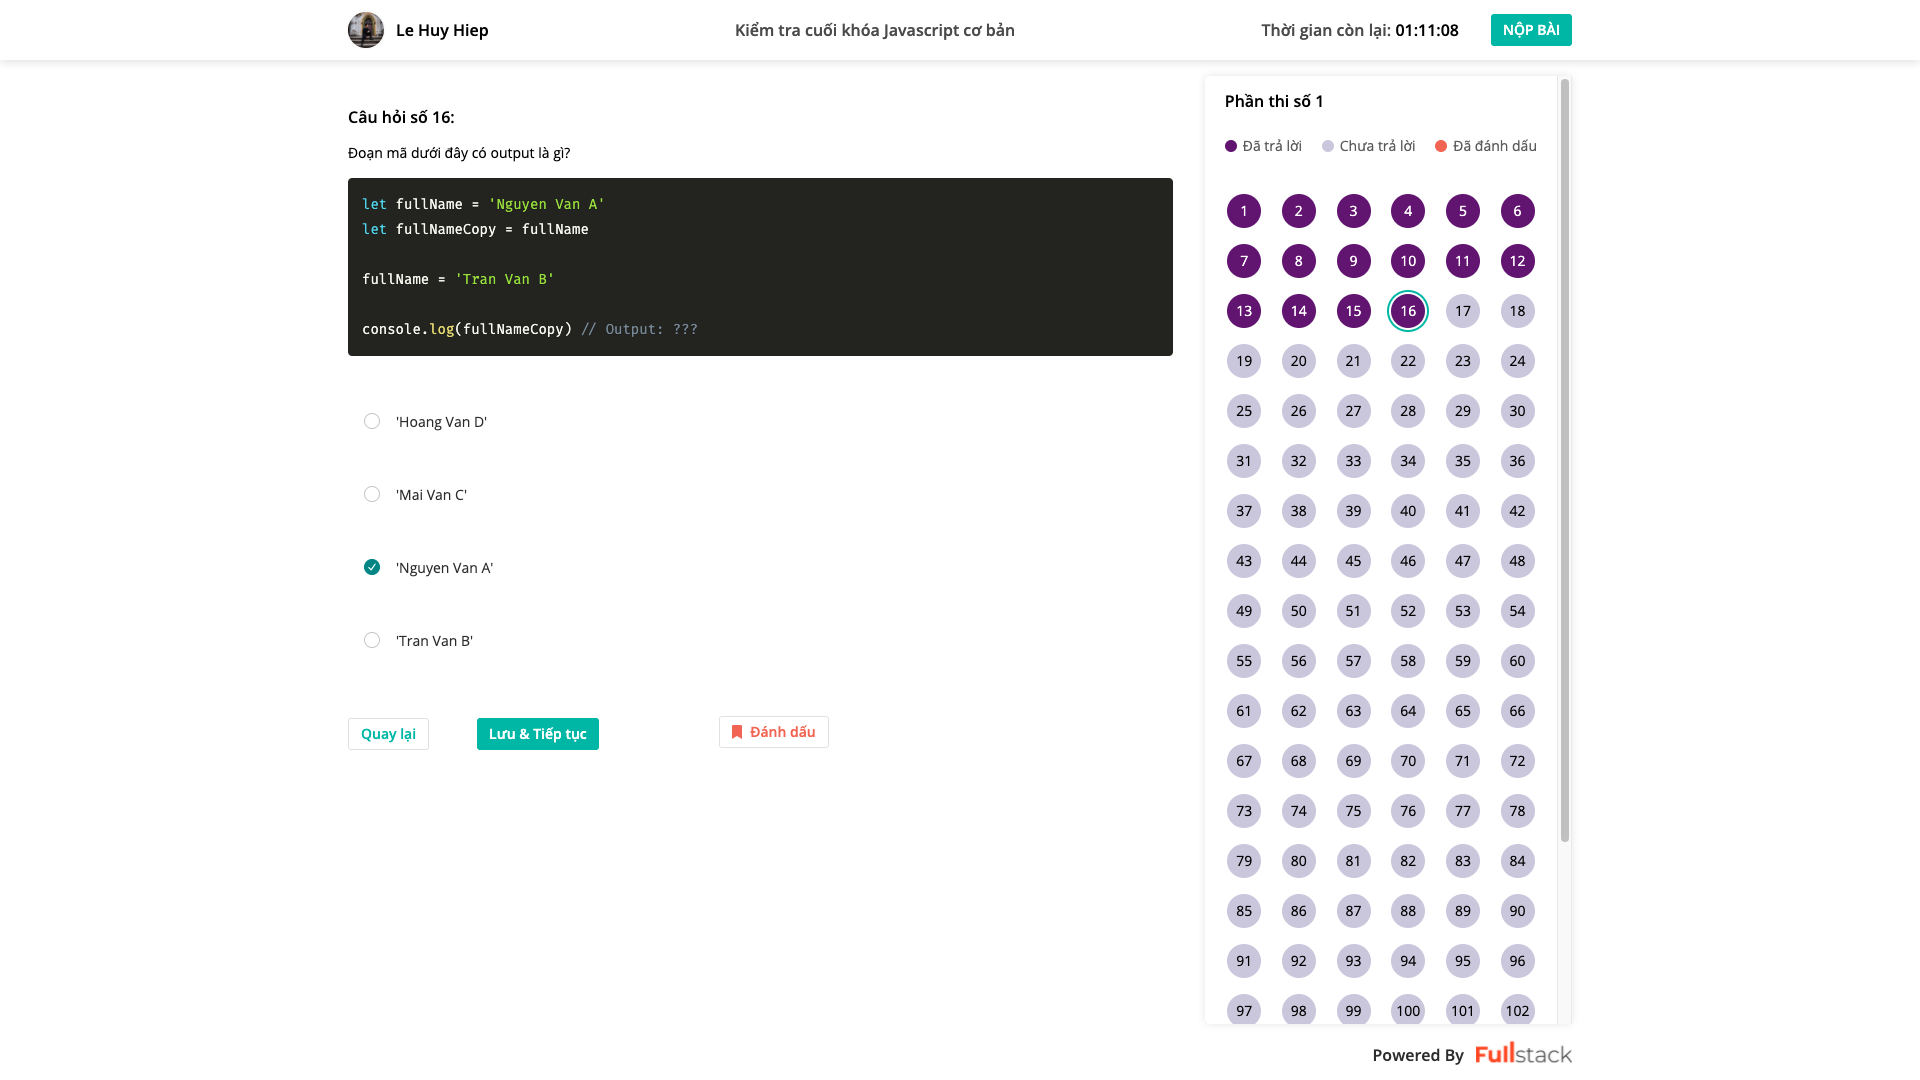 Le Huy Hiep
Kiểm tra cuối khóa Javascript cơ bản
Thời gian còn lại: 01:11:08
NỘP BÀI
Câu hỏi số 16:
Đoạn mã dưới đây có output là gì?
let fullName = 'Nguyen Van A'
let fullNameCopy = fullName
fullName = 'Tran Van B'
console.log(fullNameCopy) // Output: ???
'Hoang Van D'
'Mai Van C'
'Nguyen Van A'
'Tran Van B'
Quay lại
Lưu & Tiếp tục
Đánh dấu
Phần thi số 1
Đã trả lời Chưa trả lời Đã đánh dấu
1 2 3 4 5 6
7 8 9 10 11 12
13 14 15 16 17 18
19 20 21 22 23 24
25 26 27 28 29 30
31 32 33 34 35 36
37 38 39 40 41 42
43 44 45 46 47 48
49 50 51 52 53 54
55 56 57 58 59 60
61 62 63 64 65 66
67 68 69 70 71 72
73 74 75 76 77 78
79 80 81 82 83 84
85 86 87 88 89 90
91 92 93 94 95 96
97 98 99 100 101 102
Powered By Fullstack